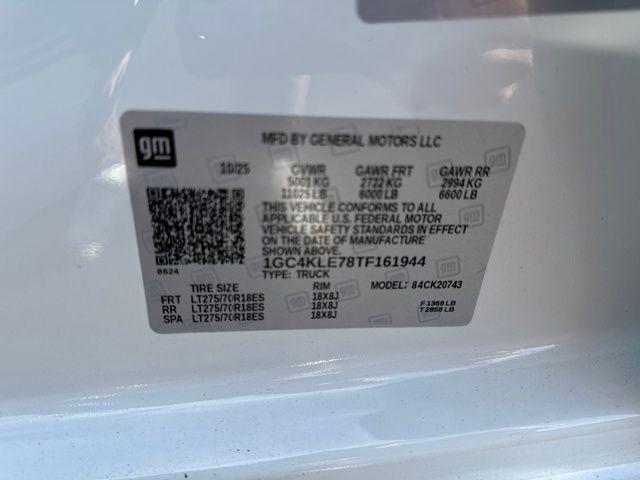 gm
MFD BY GENERAL MOTORS LLC
10/25 GVWR GAWR FRT GAWR RR
5001 KG 2722 KG 2994 KG
11025 LB 6000 LB 6600 LB
THIS VEHICLE CONFORMS TO ALL
APPLICABLE U.S. FEDERAL MOTOR
VEHICLE SAFETY STANDARDS IN EFFECT
ON THE DATE OF MANUFACTURE
SHOWN ABOVE.
1GC4KLE78TF161944
8624
TYPE: TRUCK
MODEL: 84CK20743
TIRE SIZE RIM
FRT LT275/70R18ES 18X8J
RR LT275/70R18ES 18X8J
SPA LT275/70R18ES 18X8J
F 1368 LB
T 2858 LB